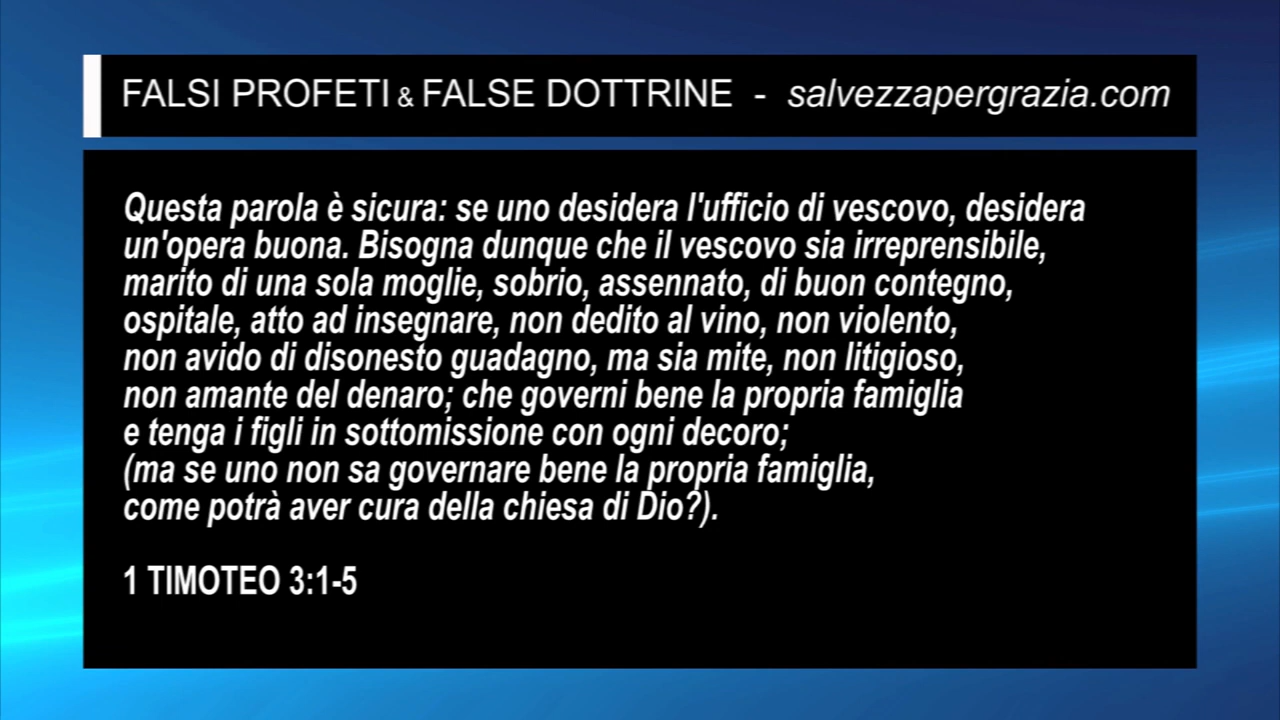 FALSI PROFETI & FALSE DOTTRINE - salvezzapergrazia.com
Questa parola è sicura: se uno desidera l'ufficio di vescovo, desidera
un'opera buona. Bisogna dunque che il vescovo sia irreprensibile,
marito di una sola moglie, sobrio, assennato, di buon contegno,
ospitale, atto ad insegnare, non dedito al vino, non violento,
non avido di disonesto guadagno, ma sia mite, non litigioso,
non amante del denaro; che governi bene la propria famiglia
e tenga i figli in sottomissione con ogni decoro;
(ma se uno non sa governare bene la propria famiglia,
come potrà aver cura della chiesa di Dio?).
1 TIMOTEO 3:1-5